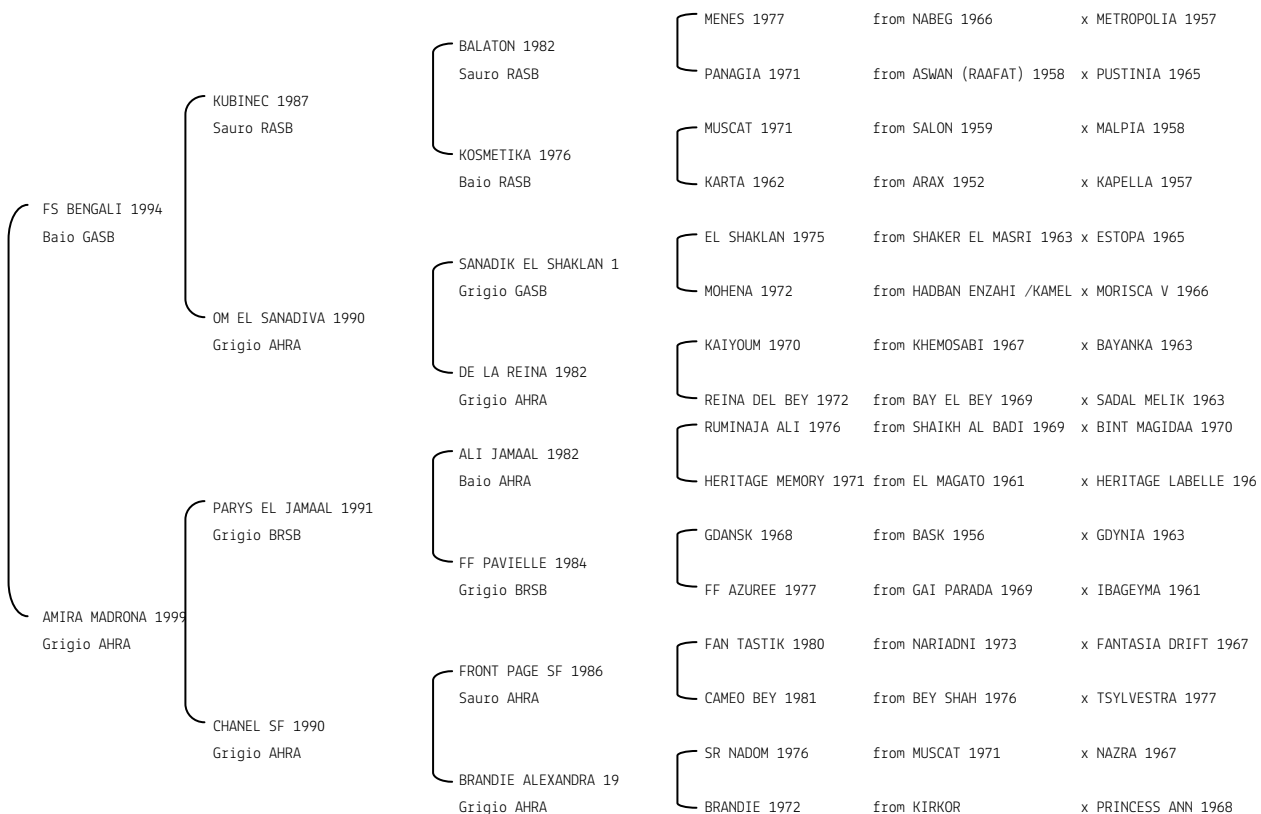 MENES 1977 from NABEG 1966 x METROPOLIA 1957
BALATON 1982
Sauro RASB
PANAGIA 1971 from ASWAN (RAAFAT) 1958 x PUSTINIA 1965
KUBINEC 1987
Sauro RASB
MUSCAT 1971 from SALON 1959 x MALPIA 1958
KOSMETIKA 1976
Baio RASB
KARTA 1962 from ARAX 1952 x KAPELLA 1957
FS BENGALI 1994
Baio GASB
EL SHAKLAN 1975 from SHAKER EL MASRI 1963 x ESTOPA 1965
SANADIK EL SHAKLAN 1
Grigio GASB
MOHENA 1972 from HADBAN ENZAHI /KAMEL x MORISCA V 1966
OM EL SANADIVA 1990
Grigio AHRA
KAIYOUM 1970 from KHEMOSABI 1967 x BAYANKA 1963
DE LA REINA 1982
Grigio AHRA
REINA DEL BEY 1972 from BAY EL BEY 1969 x SADAL MELIK 1963
RUMINAJA ALI 1976 from SHAIKH AL BADI 1969 x BINT MAGIDAA 1970
ALI JAMAAL 1982
Baio AHRA
HERITAGE MEMORY 1971 from EL MAGATO 1961 x HERITAGE LABELLE 196
PARYS EL JAMAAL 1991
Grigio BRSB
GDANSK 1968 from BASK 1956 x GDYNIA 1963
FF PAVIELLE 1984
Grigio BRSB
FF AZUREE 1977 from GAI PARADA 1969 x IBAGEYMA 1961
AMIRA MADRONA 1999
Grigio AHRA
FAN TASTIK 1980 from NARIADNI 1973 x FANTASIA DRIFT 1967
FRONT PAGE SF 1986
Sauro AHRA
CAMEO BEY 1981 from BEY SHAH 1976 x TSYLVESTRA 1977
CHANEL SF 1990
Grigio AHRA
SR NADOM 1976 from MUSCAT 1971 x NAZRA 1967
BRANDIE ALEXANDRA 19
Grigio AHRA
BRANDIE 1972 from KIRKOR x PRINCESS ANN 1968